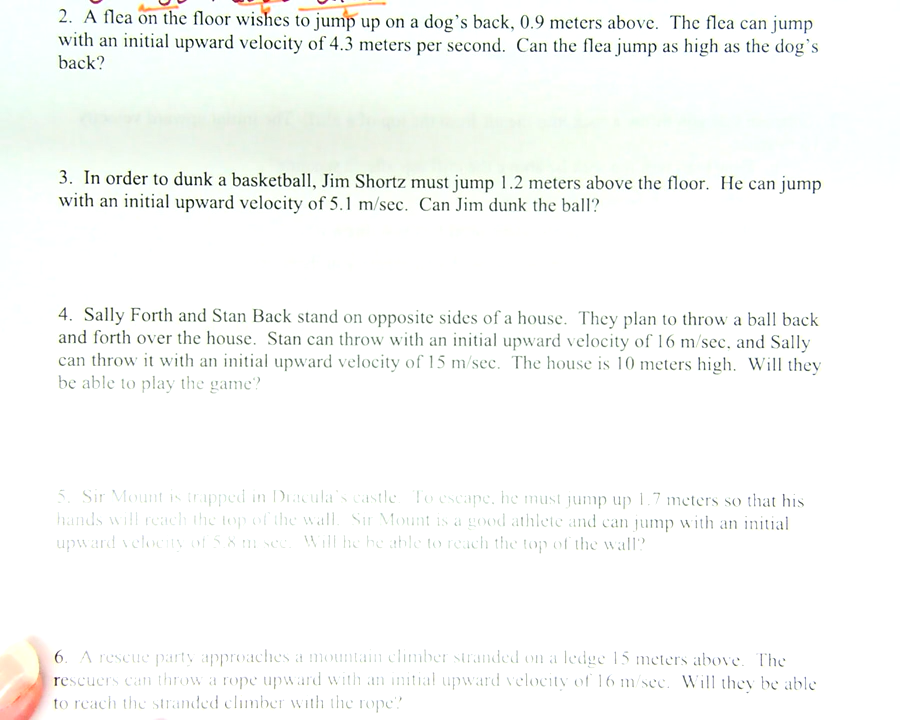 2. A flea on the floor wishes to jump up on a dog's back, 0.9 meters above. The flea can jump
with an initial upward velocity of 4.3 meters per second. Can the flea jump as high as the dog's
back?
3. In order to dunk a basketball, Jim Shortz must jump 1.2 meters above the floor. He can jump
with an initial upward velocity of 5.1 m/sec. Can Jim dunk the ball?
4. Sally Forth and Stan Back stand on opposite sides of a house. They plan to throw a ball back
and forth over the house. Stan can throw with an initial upward velocity of 16 m/sec, and Sally
can throw it with an initial upward velocity of 15 m/sec. The house is 10 meters high. Will they
be able to play the game?
5. Sir Mount is trapped in Dracula's castle. To escape, he must jump up 1.7 meters so that his
hands will reach the top of the wall. Sir Mount is a good athlete and can jump with an initial
upward velocity of 5.8 m/sec. Will he be able to reach the top of the wall?
6. A rescue party approaches a mountain climber stranded on a ledge 15 meters above. The
rescuers can throw a rope upward with an initial upward velocity of 16 m/sec. Will they be able
to reach the stranded climber with the rope?